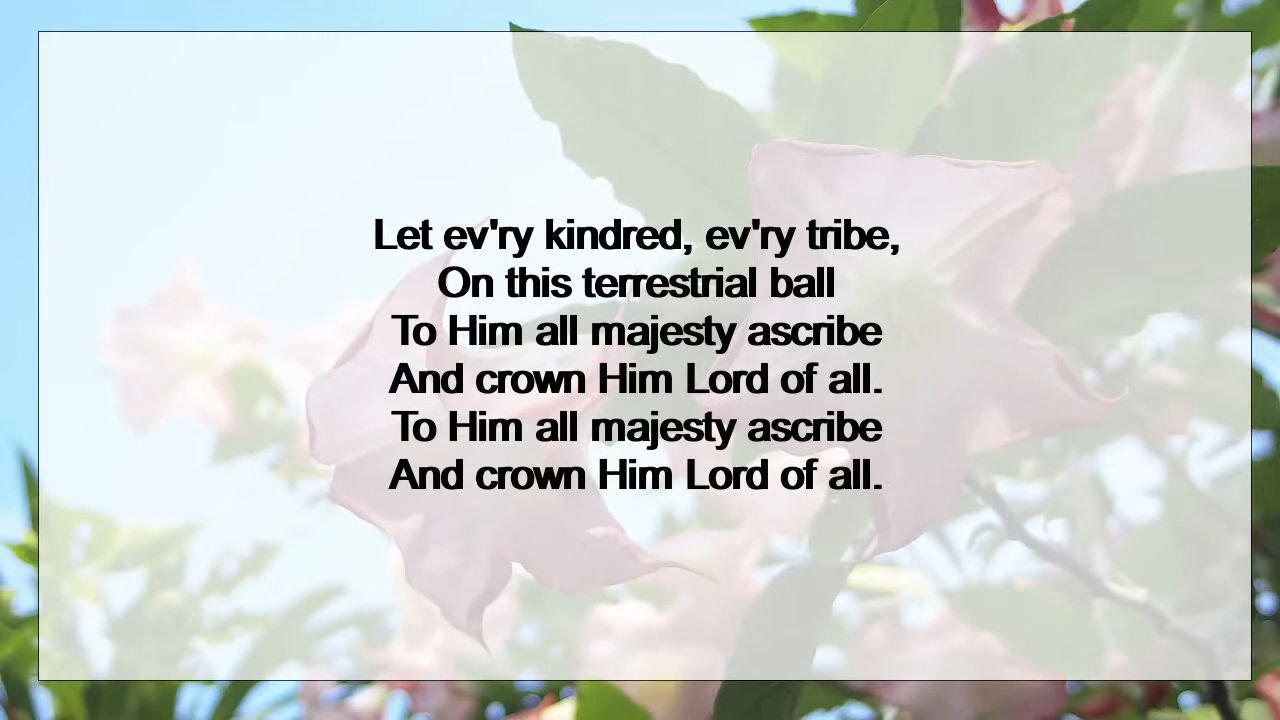 Let ev'ry kindred, ev'ry tribe,
On this terrestrial ball
To Him all majesty ascribe
And crown Him Lord of all.
To Him all majesty ascribe
And crown Him Lord of all.